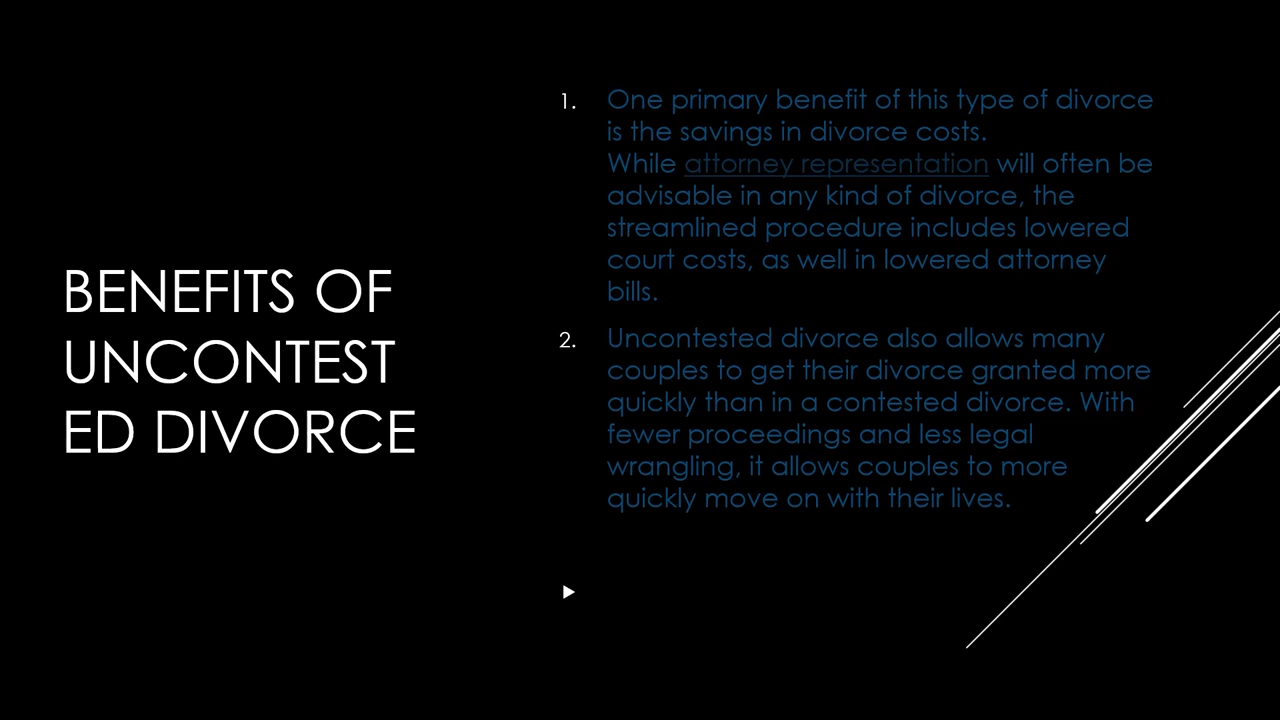 BENEFITS OF
UNCONTEST
ED DIVORCE
1. One primary benefit of this type of divorce
is the savings in divorce costs.
While attorney representation will often be
advisable in any kind of divorce, the
streamlined procedure includes lowered
court costs, as well in lowered attorney
bills.
2. Uncontested divorce also allows many
couples to get their divorce granted more
quickly than in a contested divorce. With
fewer proceedings and less legal
wrangling, it allows couples to more
quickly move on with their lives.